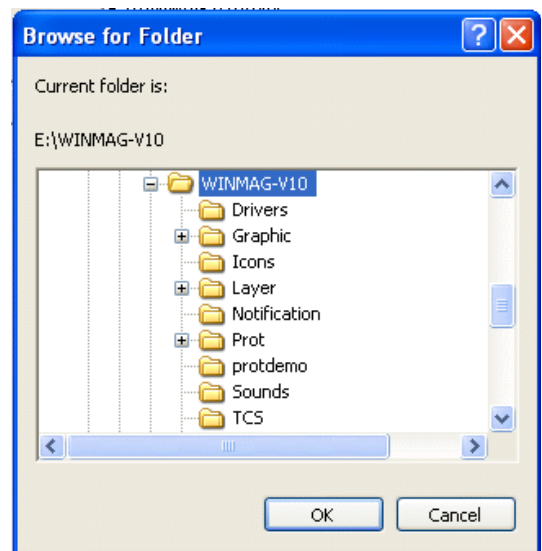 Browse for Folder
Current folder is:
E:\WINMAG-V10
WINMAG-V10
Drivers
Graphic
Icons
Layer
Notification
Prot
protdemo
Sounds
TCS
OK
Cancel